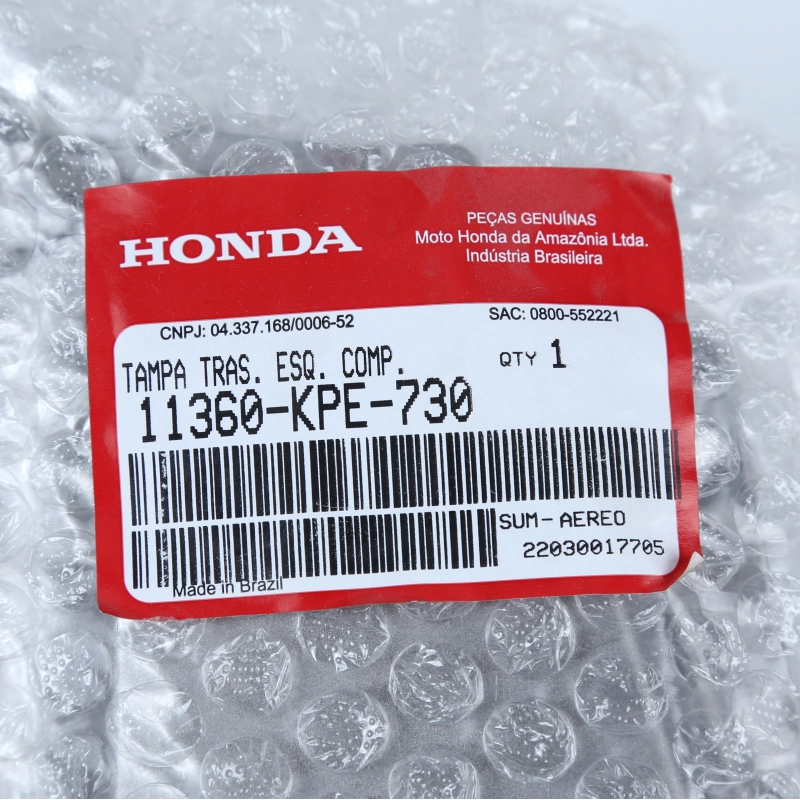 HONDA
PEÇAS GENUÍNAS
Moto Honda da Amazônia Ltda.
Indústria Brasileira
CNPJ: 04.337.168/0006-52
SAC: 0800-552221
TAMPA TRAS. ESQ. COMP.
QTY 1
11360-KPE-730
SUM-AEREO
22030017705
Made in Brazil